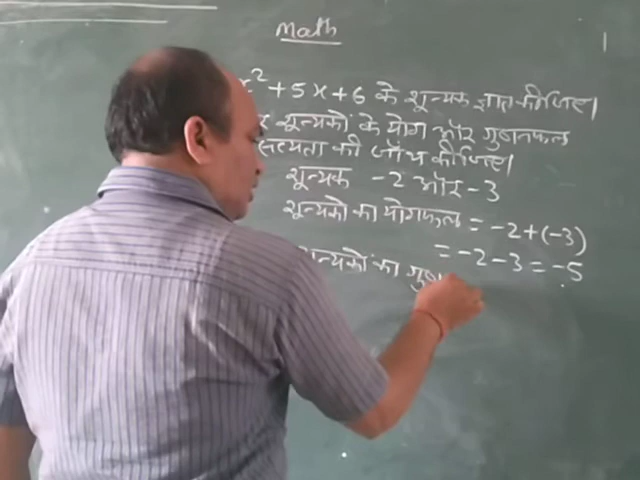 Math
x² + 5x + 6 के शून्यक ज्ञात कीजिए।
शून्यकों के योग और गुणनफल
सत्यता की जाँच कीजिए।
शून्यक -2 और -3
शून्यकों का योगफल = -2 + (-3)
= -2 - 3 = -5
शून्यकों का